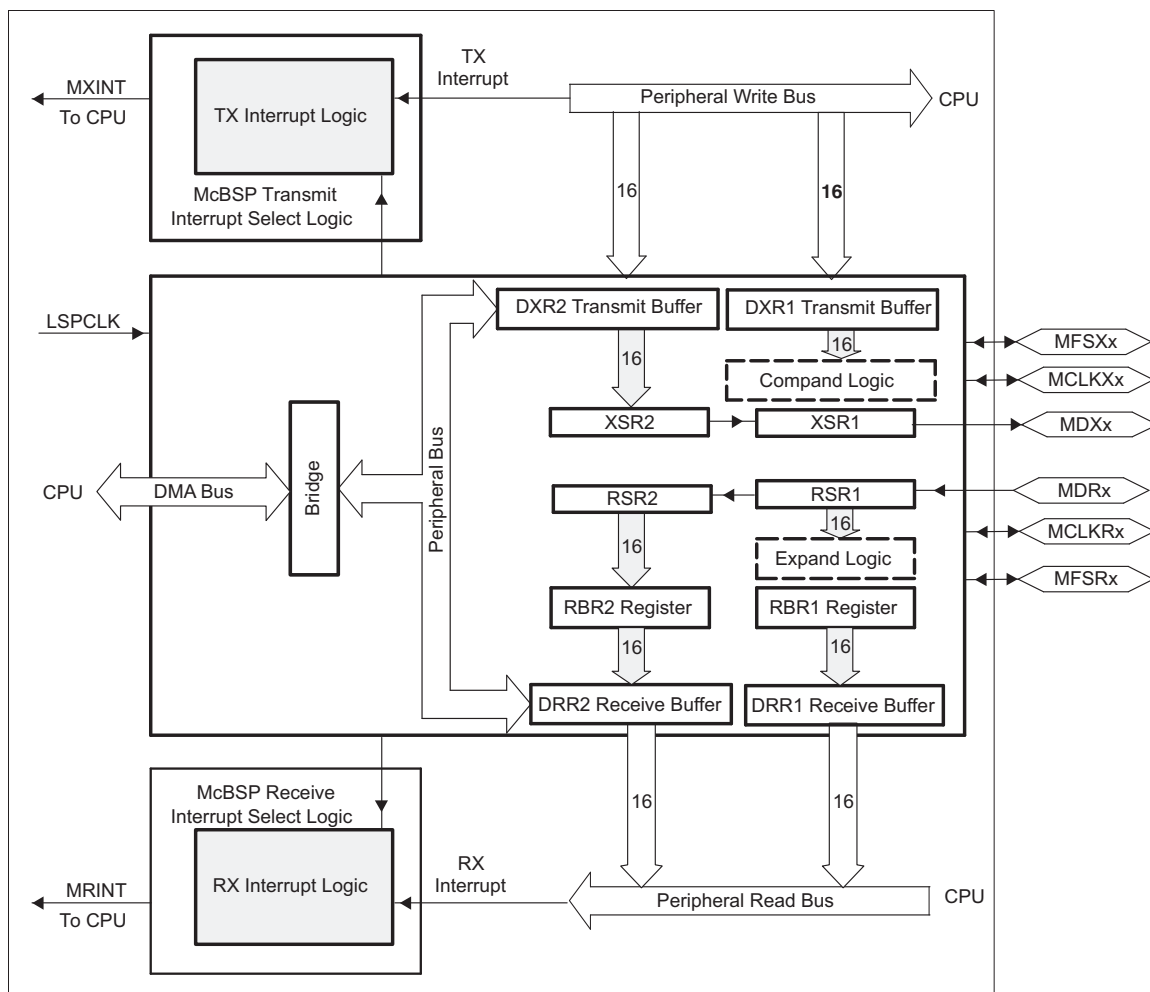 TX
Interrupt
MXINT
To CPU
TX Interrupt Logic
Peripheral Write Bus
CPU
McBSP Transmit
Interrupt Select Logic
16
16
LSPCLK
DXR2 Transmit Buffer
DXR1 Transmit Buffer
16
16
MFSXx
Compand Logic
MCLKXx
XSR2
XSR1
MDXx
CPU
DMA Bus
Bridge
Peripheral Bus
RSR2
RSR1
MDRx
16
16
MCLKRx
Expand Logic
MFSRx
RBR2 Register
RBR1 Register
16
16
DRR2 Receive Buffer
DRR1 Receive Buffer
McBSP Receive
Interrupt Select Logic
16
16
RX Interrupt Logic
RX
Interrupt
MRINT
To CPU
Peripheral Read Bus
CPU